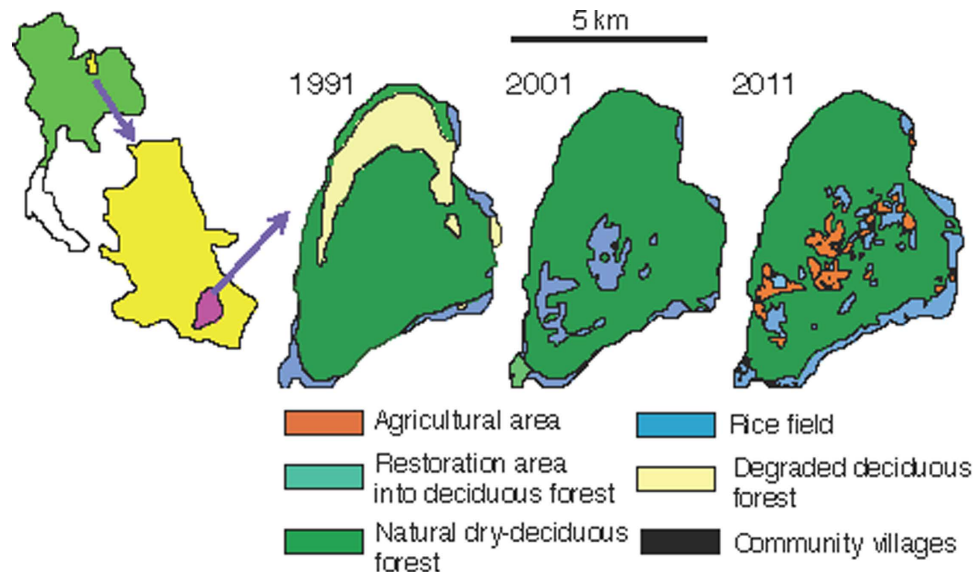 5 km
1991
2001
2011
Agricultural area
Rice field
Restoration area
into deciduous forest
Degraded deciduous
forest
Natural dry-deciduous
forest
Community villages